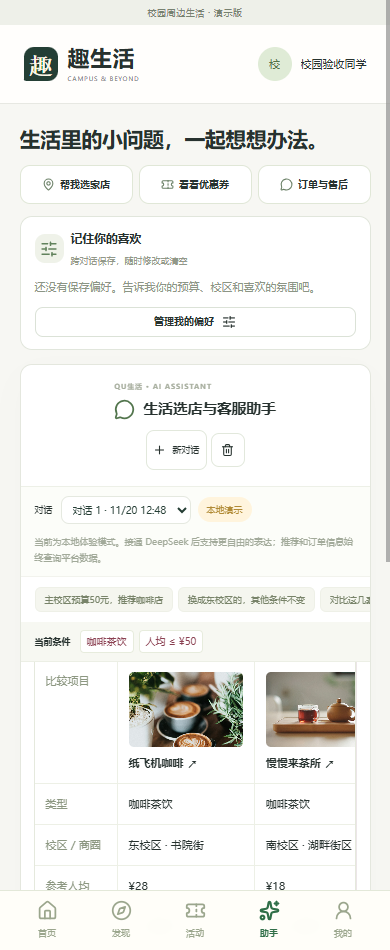 校园周边生活 · 演示版
趣 趣生活
CAMPUS & BEYOND
校 校园验收同学
生活里的小问题，一起想想办法。
帮我选家店 看看优惠券 订单与售后
记住你的喜欢
跨对话保存，随时修改或清空
还没有保存偏好。告诉我你的预算、校区和喜欢的氛围吧。
管理我的偏好
QU生活 • AI ASSISTANT
生活选店与客服助手
新对话
对话 对话 1 · 11/20 12:48 本地演示
当前为本地体验模式。接通 DeepSeek 后支持更自由的表达；推荐和订单信息始
终查询平台数据。
主校区预算50元，推荐咖啡店 换成东校区的，其他条件不变 对比这几
当前条件 咖啡茶饮 人均 ≤ ¥50
比较项目
纸飞机咖啡 ↗ 慢慢来茶所 ↗
类型 咖啡茶饮 咖啡茶饮
校区 / 商圈 东校区 · 书院街 南校区 · 湖畔街区
参考人均 ¥28 ¥18
首页 发现 活动 助手 我的